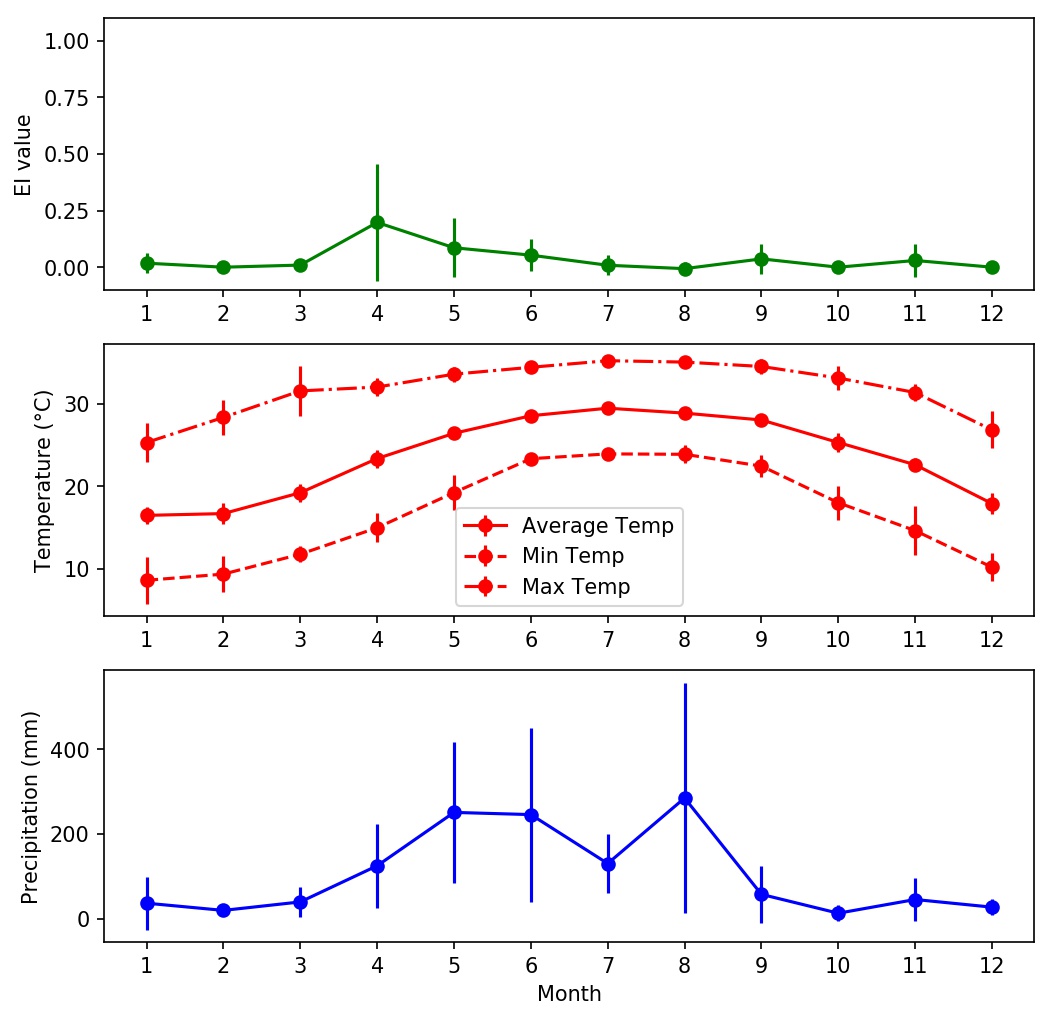 1.00
0.75
0.50
0.25
0.00
EI value
1 2 3 4 5 6 7 8 9 10 11 12
30
20
10
Temperature (°C)
Average Temp
Min Temp
Max Temp
1 2 3 4 5 6 7 8 9 10 11 12
400
200
0
Precipitation (mm)
1 2 3 4 5 6 7 8 9 10 11 12
Month